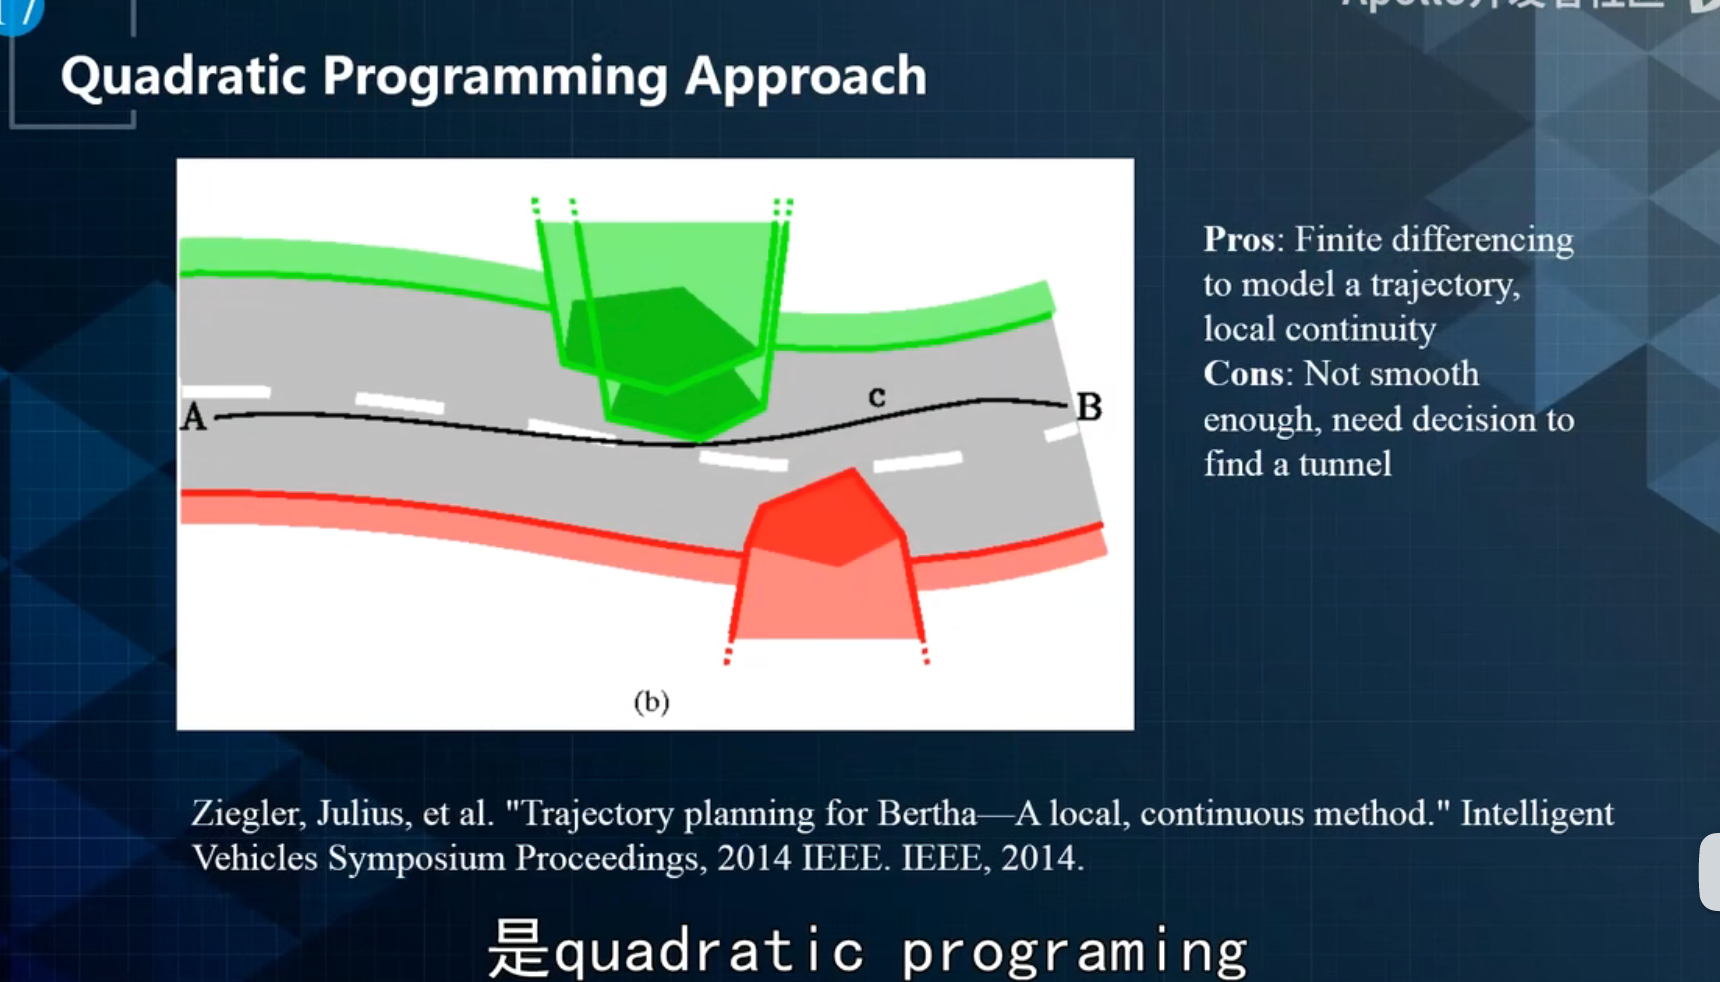 17
Quadratic Programming Approach
Pros: Finite differencing
to model a trajectory,
local continuity
Cons: Not smooth
enough, need decision to
find a tunnel
A
c
B
(b)
Ziegler, Julius, et al. "Trajectory planning for Bertha—A local, continuous method." Intelligent
Vehicles Symposium Proceedings, 2014 IEEE. IEEE, 2014.
是quadratic programing